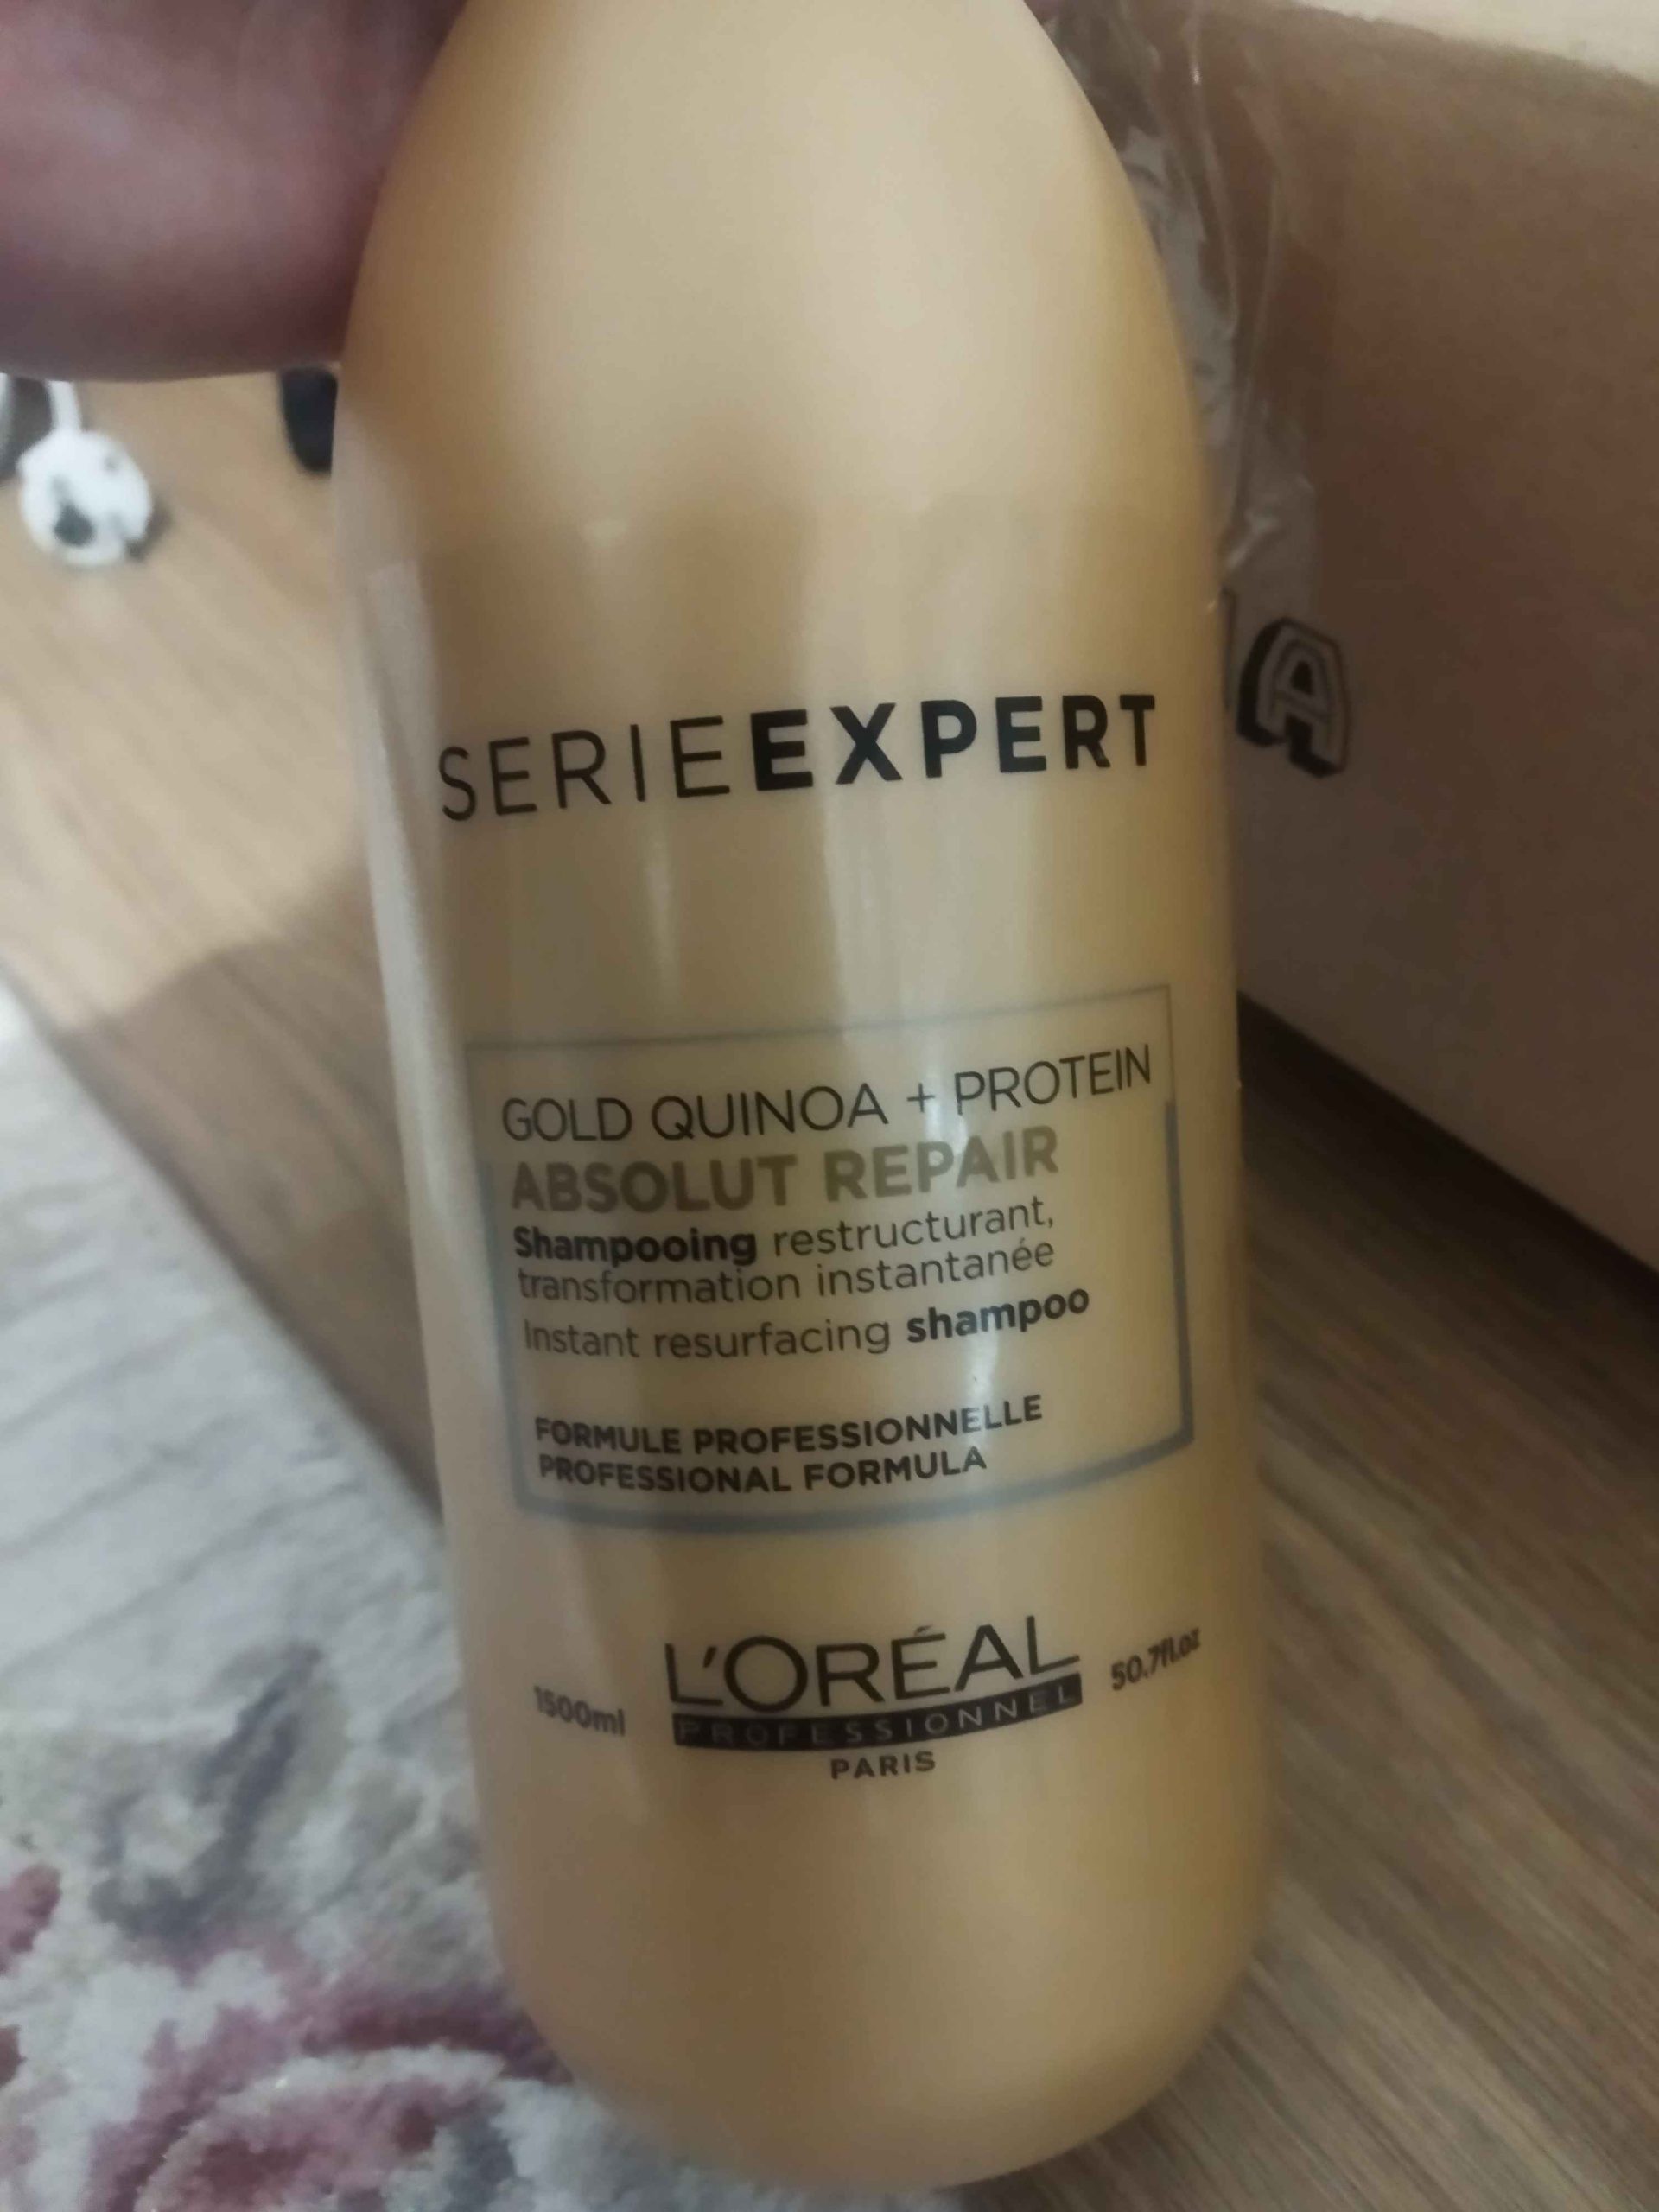 SERIEEXPERT
A
GOLD QUINOA + PROTEIN
ABSOLUT REPAIR
Shampooing restructurant,
transformation instantanée
Instant resurfacing shampoo
FORMULE PROFESSIONNELLE
PROFESSIONAL FORMULA
1500ml
L'ORÉAL
PROFESSIONNEL
PARIS
50.7fl.oz